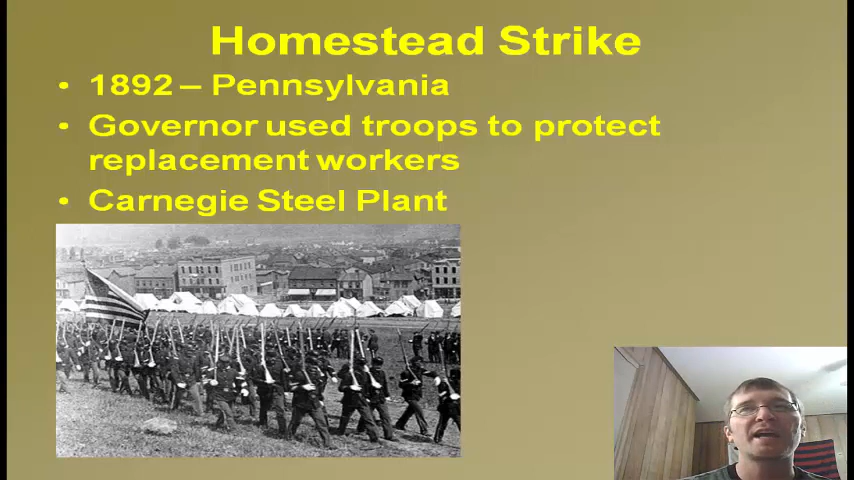 Homestead Strike
• 1892 – Pennsylvania
• Governor used troops to protect
replacement workers
• Carnegie Steel Plant